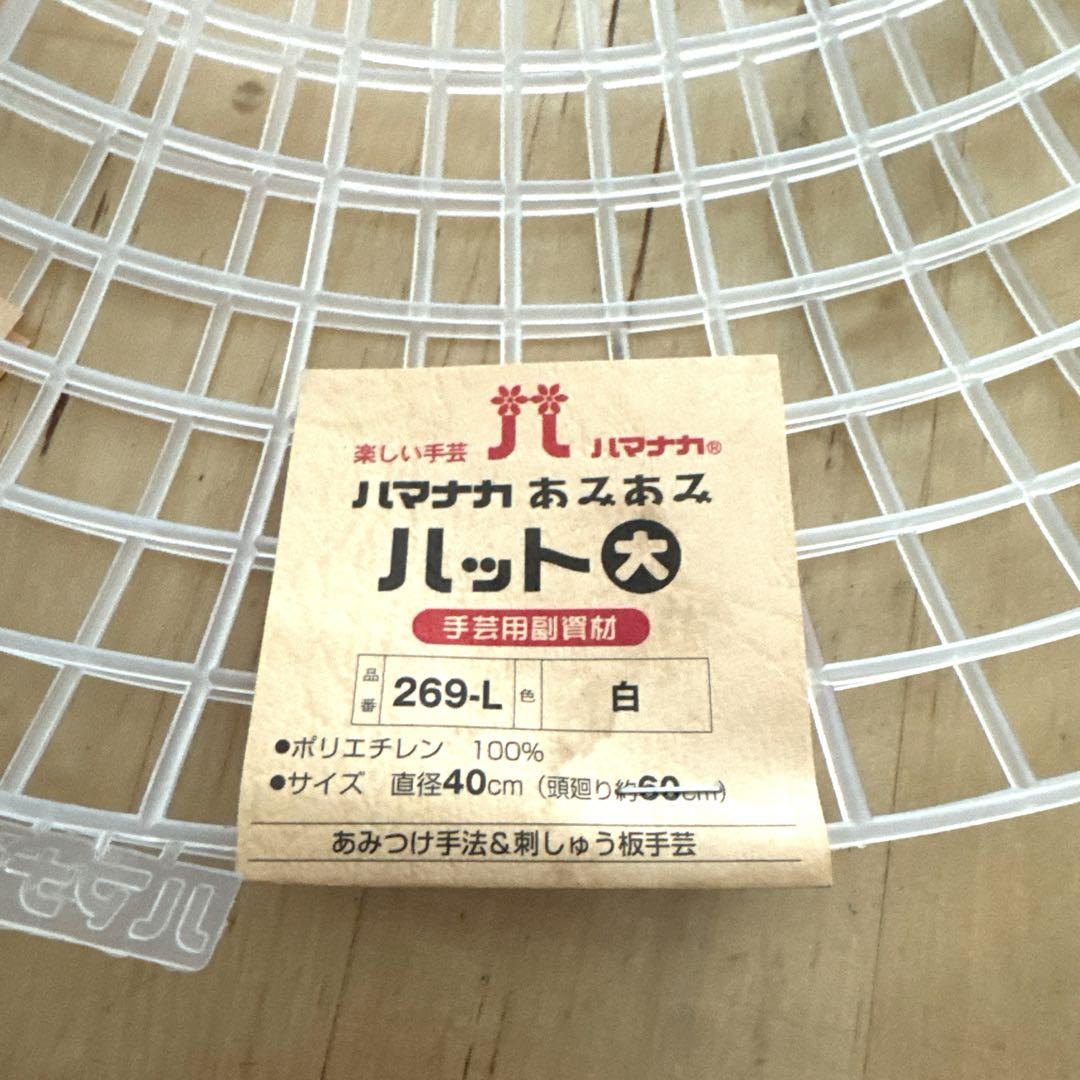 楽しい手芸 ハマナカ®
ハマナカ あみあみ
ハット 大
手芸用副資材
品番 269-L 色 白
●ポリエチレン 100%
●サイズ 直径40cm（頭廻り約60cm）
あみつけ手法&刺しゅう板手芸